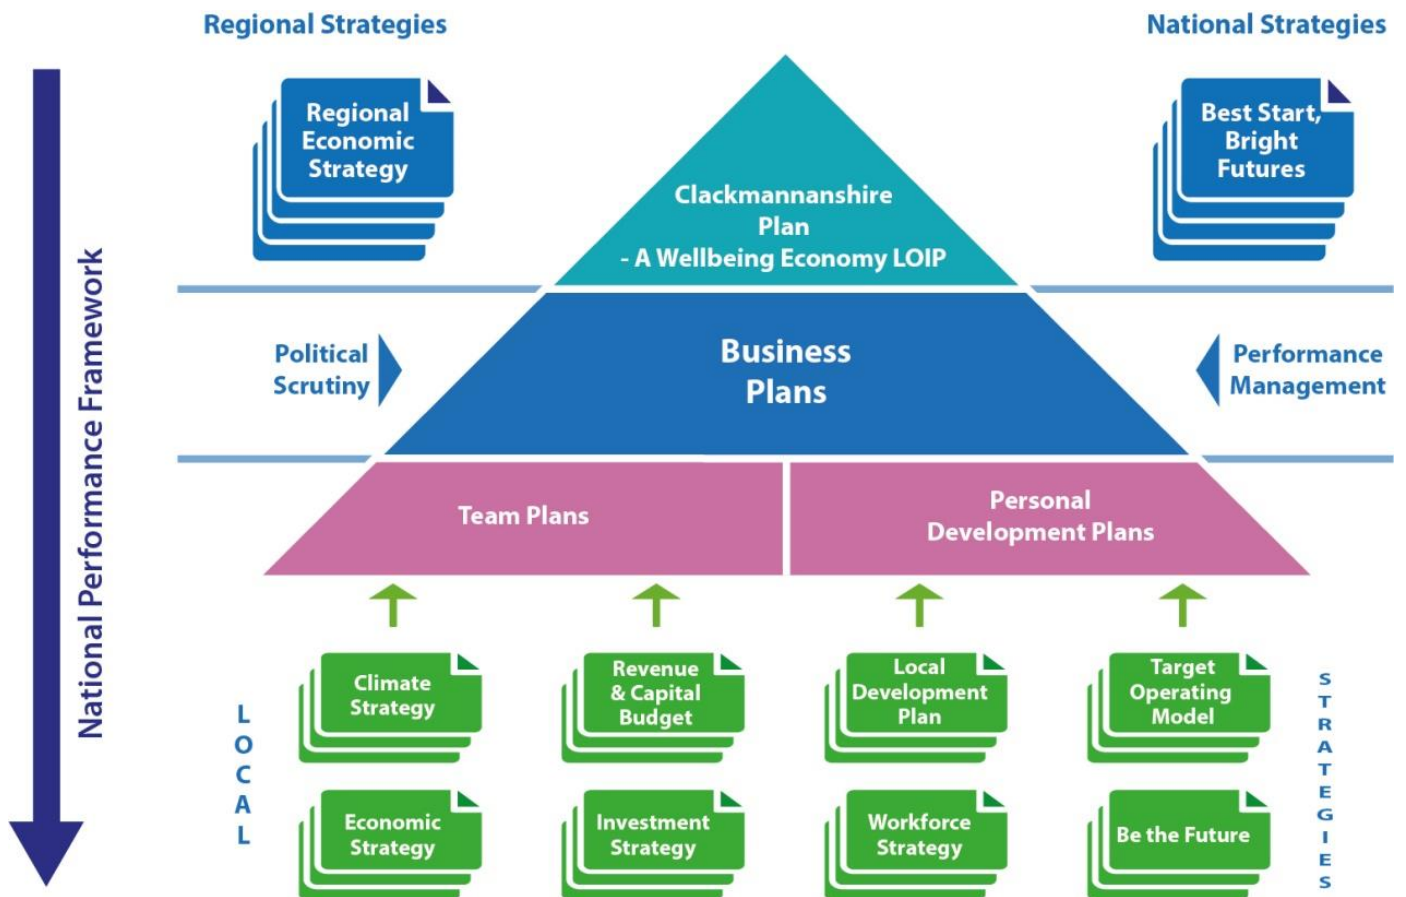 Regional Strategies
National Strategies
Regional
Economic
Strategy
Best Start,
Bright
Futures
Clackmannanshire
Plan
- A Wellbeing Economy LOIP
National Performance Framework
Political
Scrutiny
Business
Plans
Performance
Management
Team Plans
Personal
Development Plans
LOCAL
Climate
Strategy
Revenue
& Capital
Budget
Local
Development
Plan
Target
Operating
Model
STRATEGIES
Economic
Strategy
Investment
Strategy
Workforce
Strategy
Be the Future